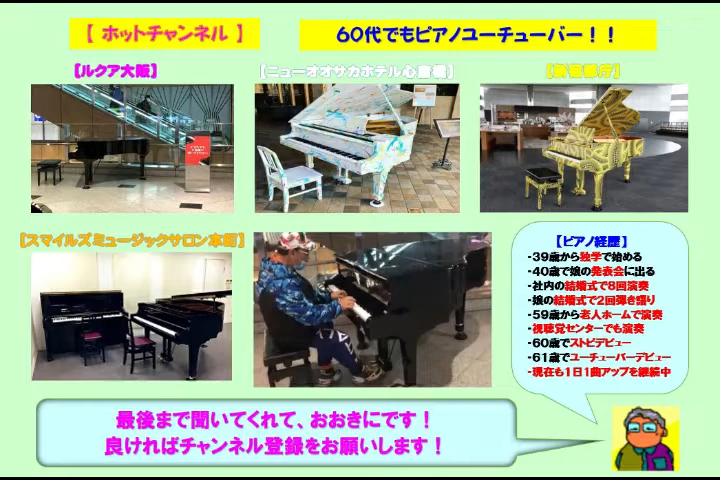 【 ホットチャンネル 】
60代でもピアノユーチューバー！！
【ルクア大阪】
【ニューオオサカホテル心斎橋】
【新宿都庁】
【スマイルズミュージックサロン本町】
【ピアノ経歴】
・39歳から独学で始める
・40歳で娘の発表会に出る
・社内の結婚式で8回演奏
・娘の結婚式で2回弾き語り
・59歳から老人ホームで演奏
・視聴覚センターでも演奏
・60歳でストピデビュー
・61歳でユーチューバーデビュー
・現在も1日1曲アップを継続中
最後まで聞いてくれて、おおきにです！
良ければチャンネル登録をお願いします！